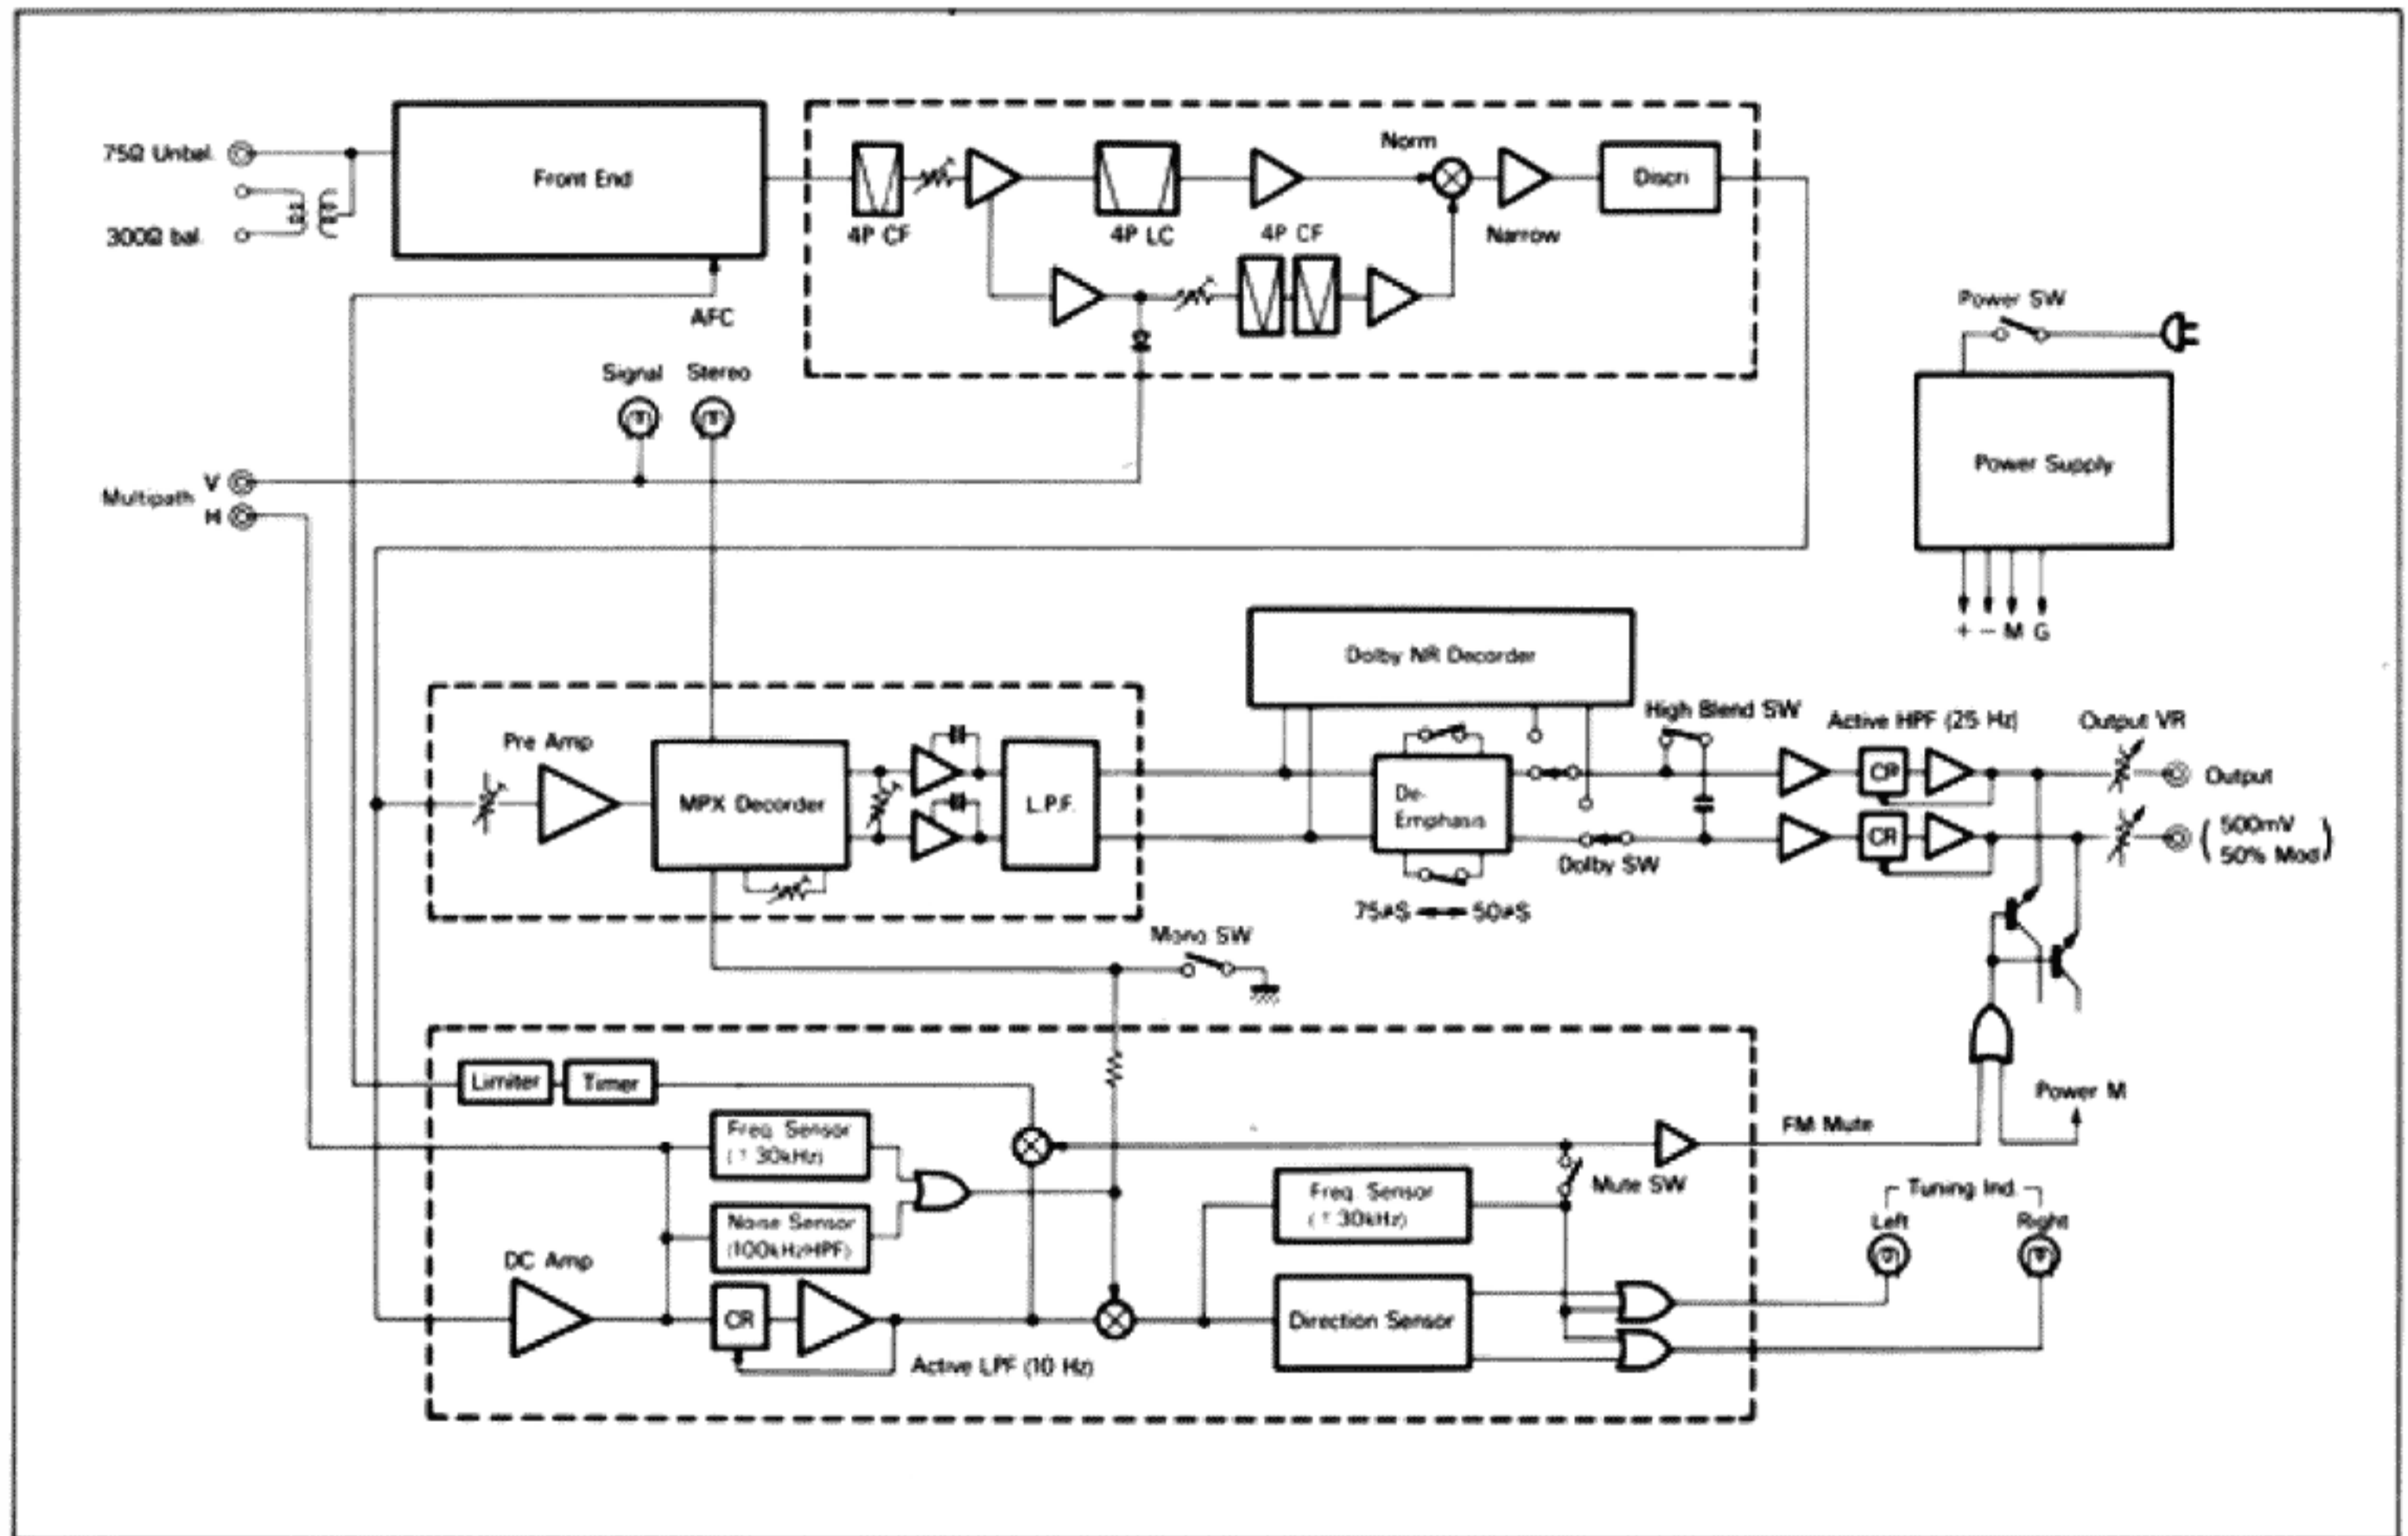 75Ω Unbal.
300Ω bal.
Front End
AFC
4P CF
4P LC
4P CF
Norm
Narrow
Discri
Power SW
Power Supply
+ - M G
Signal
Stereo
Multipath
V
H
Dolby NR Decorder
Pre Amp
MPX Decorder
L.P.F.
De-
Emphasis
75µS
50µS
Dolby SW
High Blend SW
Active HPF (25 Hz)
CR
CR
Output VR
Output
(500mV
50% Mod)
Mono SW
Limiter
Timer
Freq. Sensor
30kHz)
Noise Sensor
(100kHzHPF)
DC Amp
CR
Active LPF (10 Hz)
Freq. Sensor
30kHz)
Direction Sensor
Mute SW
FM Mute
Power M
Tuning Ind.
Left
Right